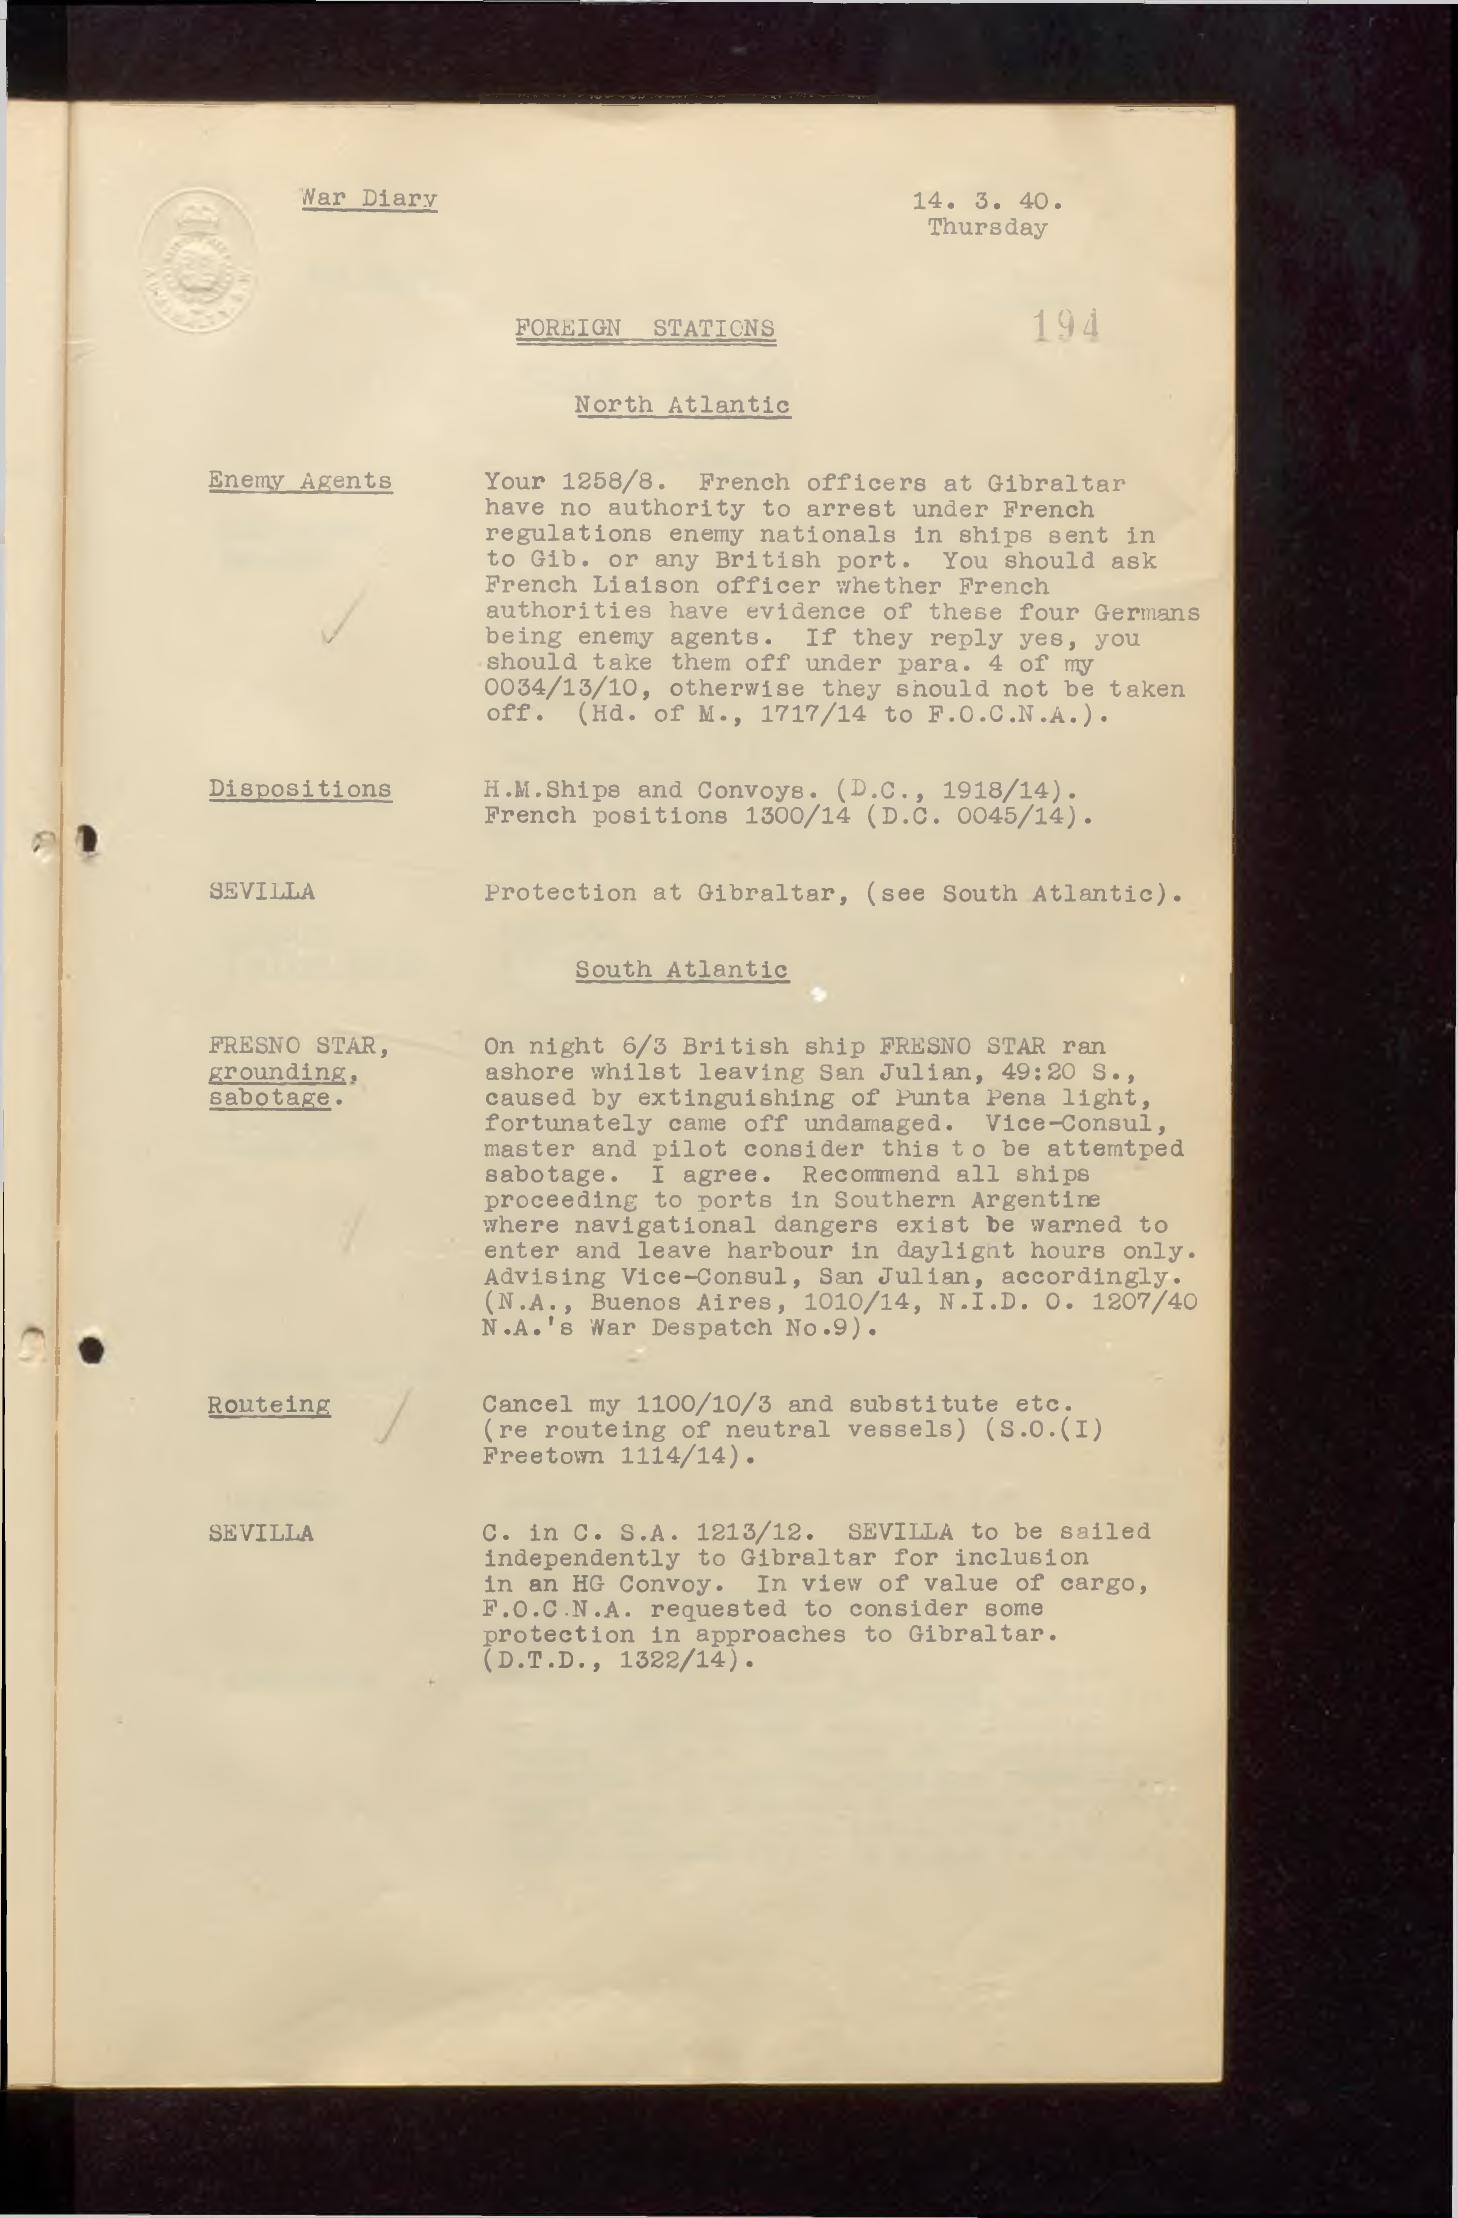 War Diary
14. 3. 40.
Thursday
FOREIGN STATIONS
194
North Atlantic
Enemy Agents
Your 1258/8. French officers at Gibraltar
have no authority to arrest under French
regulations enemy nationals in ships sent in
to Gib. or any British port. You should ask
French Liaison officer whether French
authorities have evidence of these four Germans
being enemy agents. If they reply yes, you
should take them off under para. 4 of my
0034/13/10, otherwise they should not be taken
off. (Hd. of M., 1717/14 to F.O.C.N.A.).
Dispositions
H.M.Ships and Convoys. (D.C., 1918/14).
French positions 1300/14 (D.C. 0045/14).
SEVILLA
Protection at Gibraltar, (see South Atlantic).
South Atlantic
FRESNO STAR,
grounding,
sabotage.
On night 6/3 British ship FRESNO STAR ran
ashore whilst leaving San Julian, 49:20 S.,
caused by extinguishing of Punta Pena light,
fortunately came off undamaged. Vice-Consul,
master and pilot consider this to be attemtped
sabotage. I agree. Recommend all ships
proceeding to ports in Southern Argentine
where navigational dangers exist be warned to
enter and leave harbour in daylight hours only.
Advising Vice-Consul, San Julian, accordingly.
(N.A., Buenos Aires, 1010/14, N.I.D. 0. 1207/40
N.A.'s War Despatch No.9).
Routeing
Cancel my 1100/10/3 and substitute etc.
(re routeing of neutral vessels) (S.O.(I)
Freetown 1114/14).
SEVILLA
C. in C. S.A. 1213/12. SEVILLA to be sailed
independently to Gibraltar for inclusion
in an HG Convoy. In view of value of cargo,
F.O.C.N.A. requested to consider some
protection in approaches to Gibraltar.
(D.T.D., 1322/14).